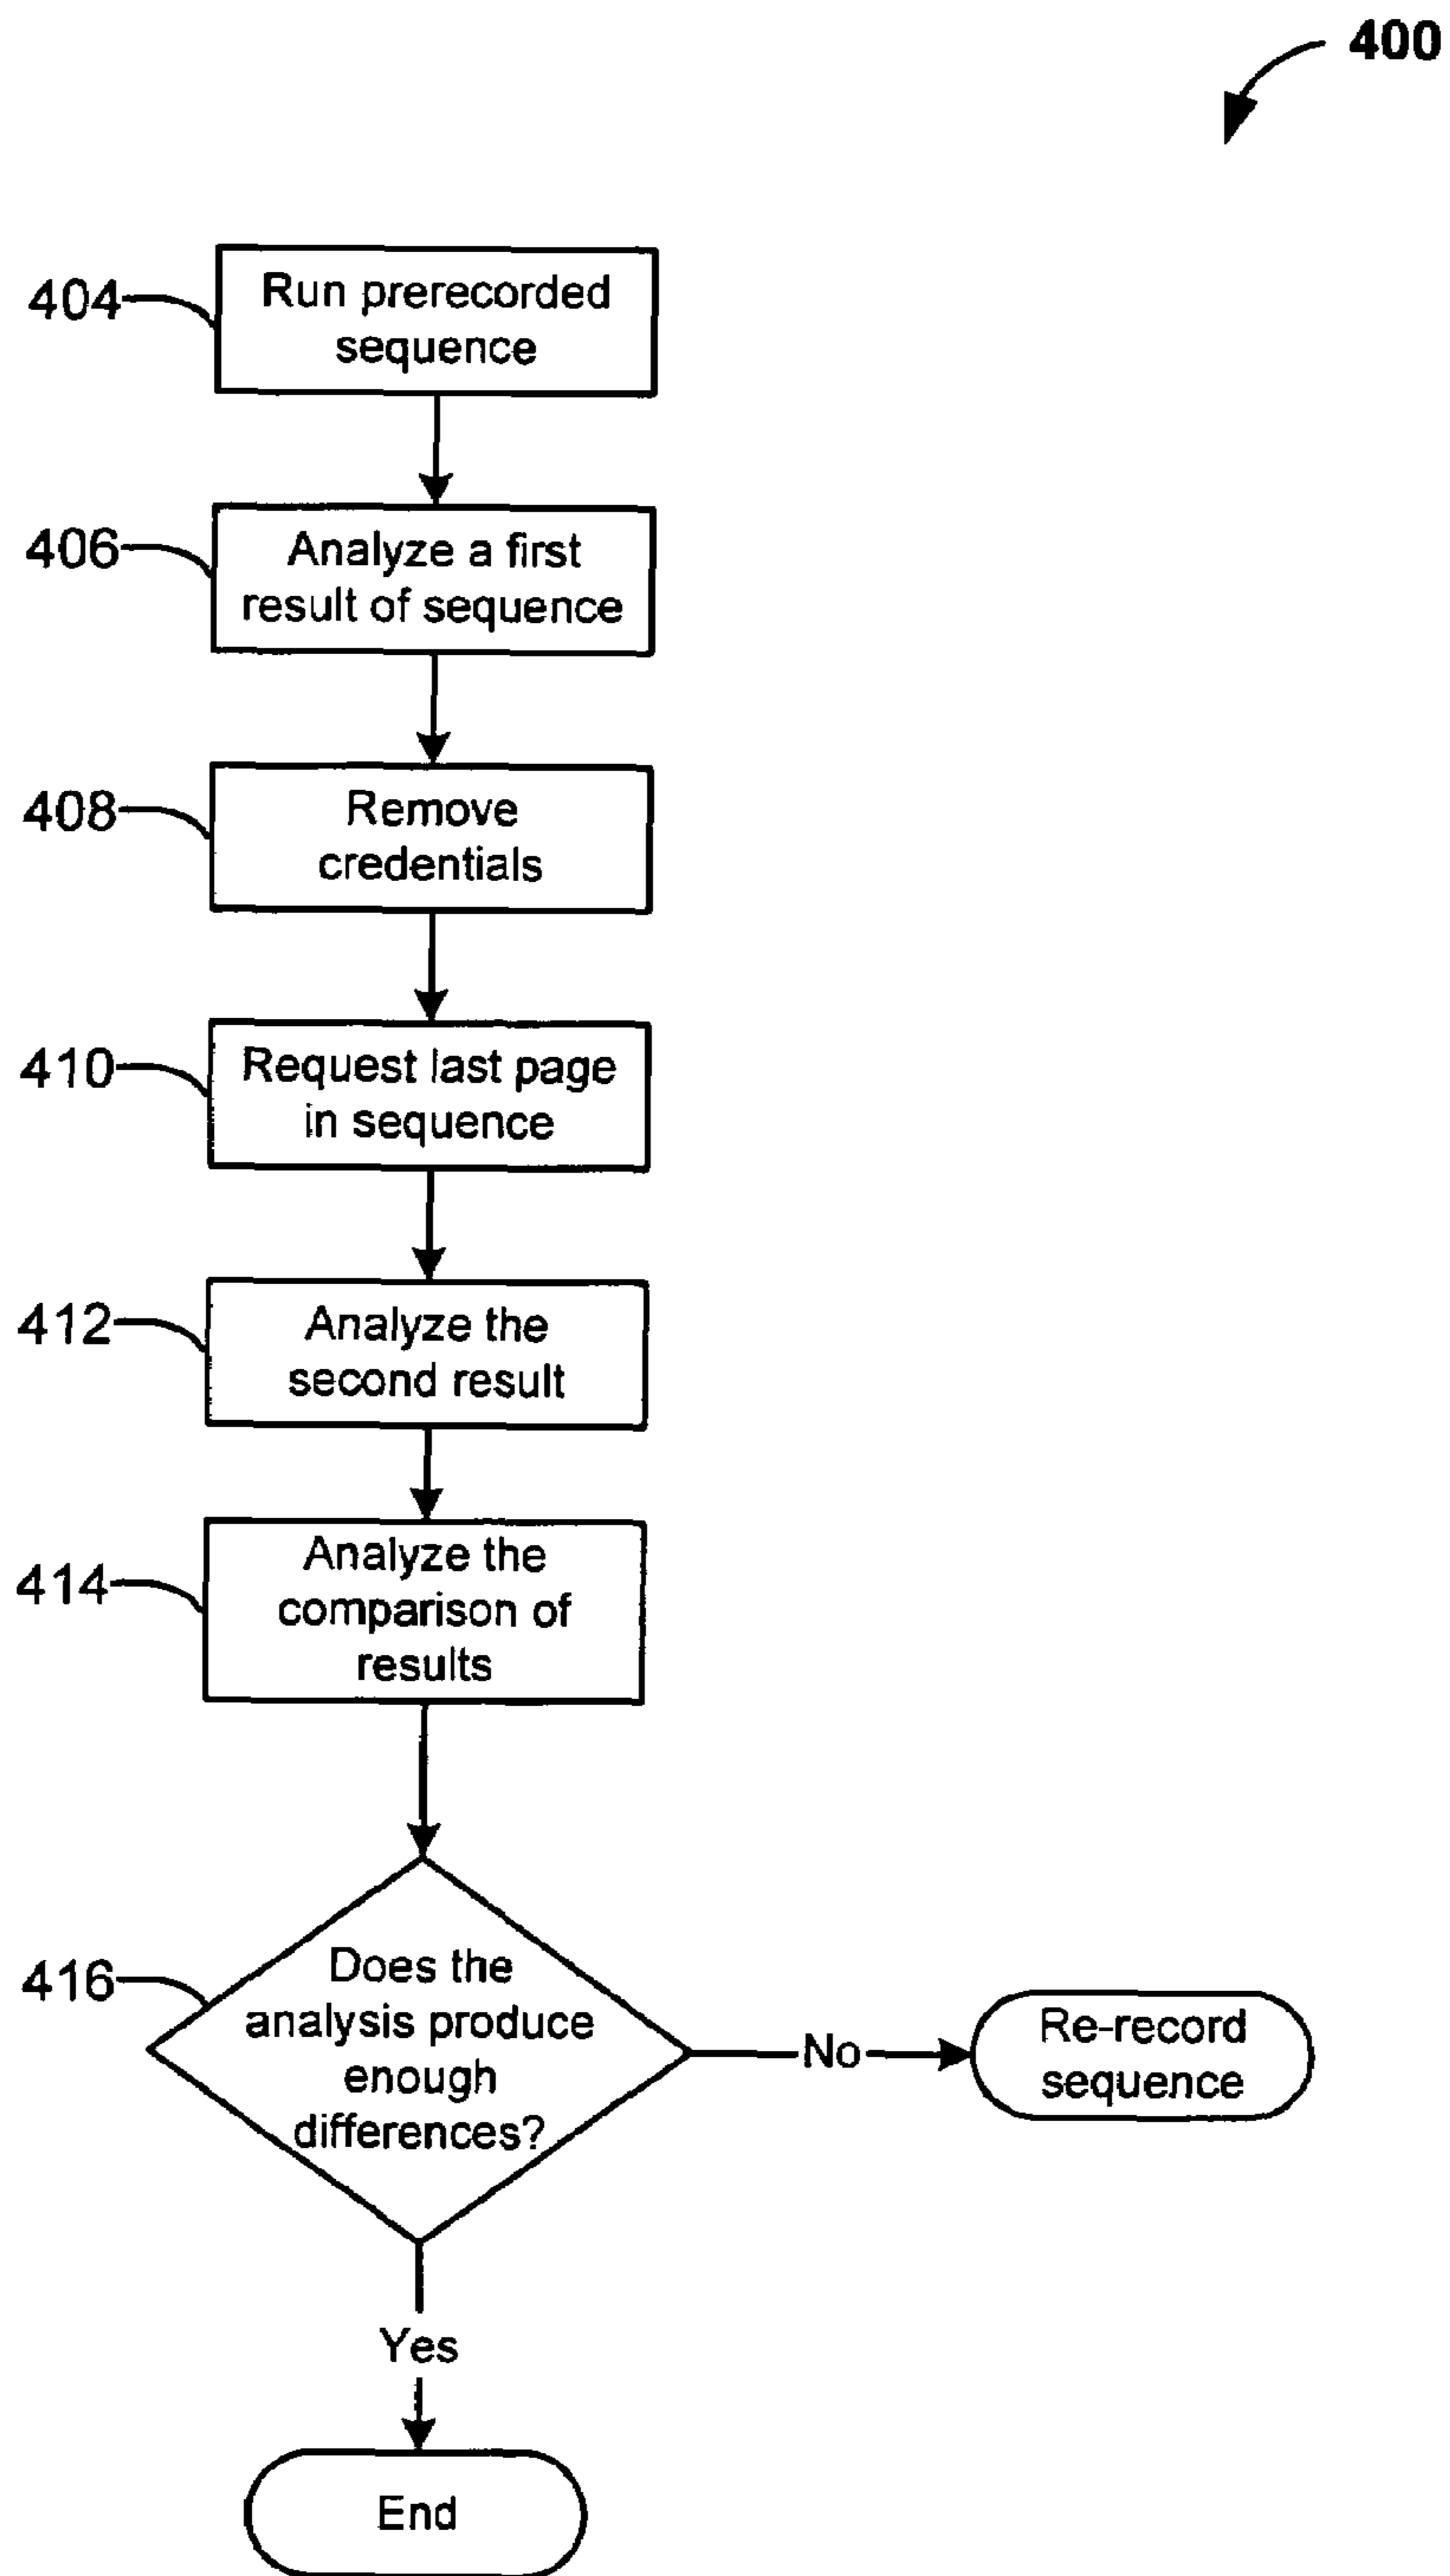 400
404
Run prerecorded
sequence
406
Analyze a first
result of sequence
408
Remove
credentials
410
Request last page
in sequence
412
Analyze the
second result
414
Analyze the
comparison of
results
416
Does the
analysis produce
enough
differences?
No
Re-record
sequence
Yes
End